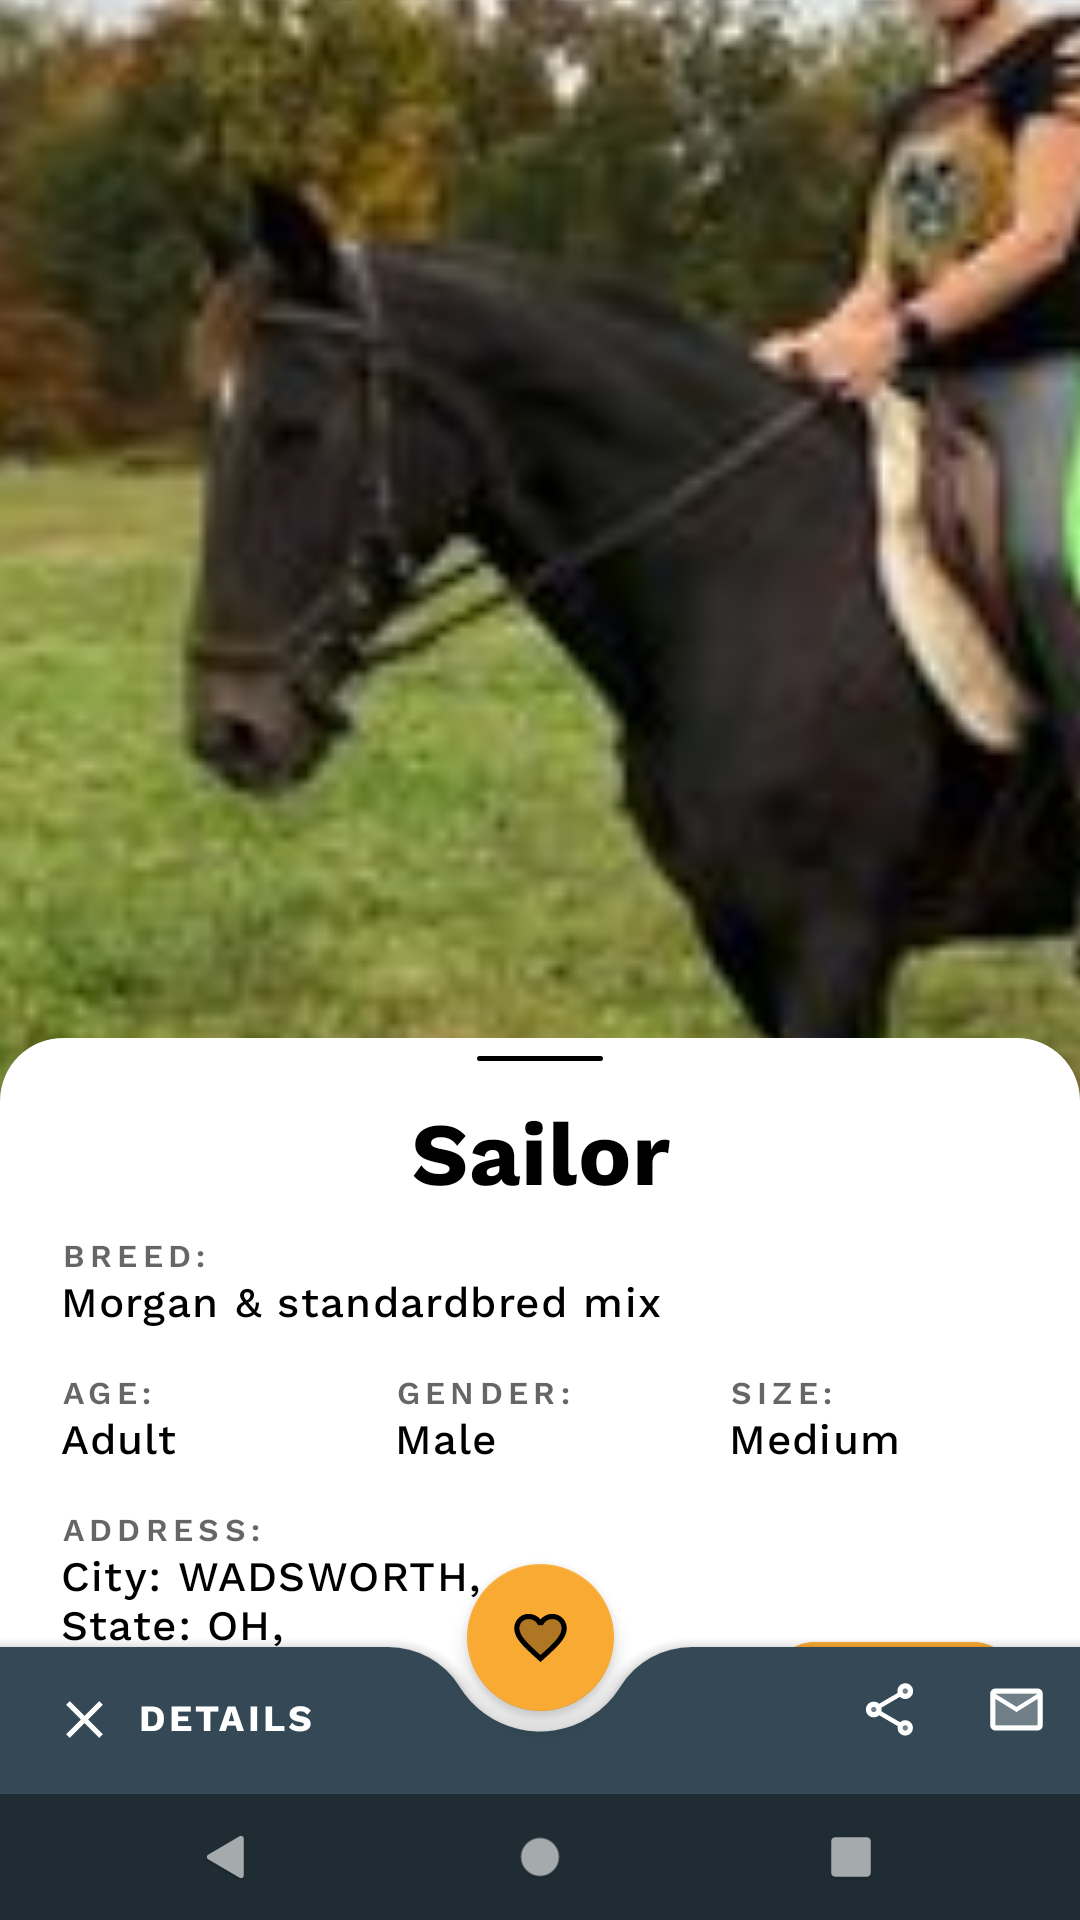 Sailor
BREED:
Morgan & standardbred mix
AGE: GENDER: SIZE:
Adult Male Medium
ADDRESS:
City: WADSWORTH,
State: OH,
DETAILS